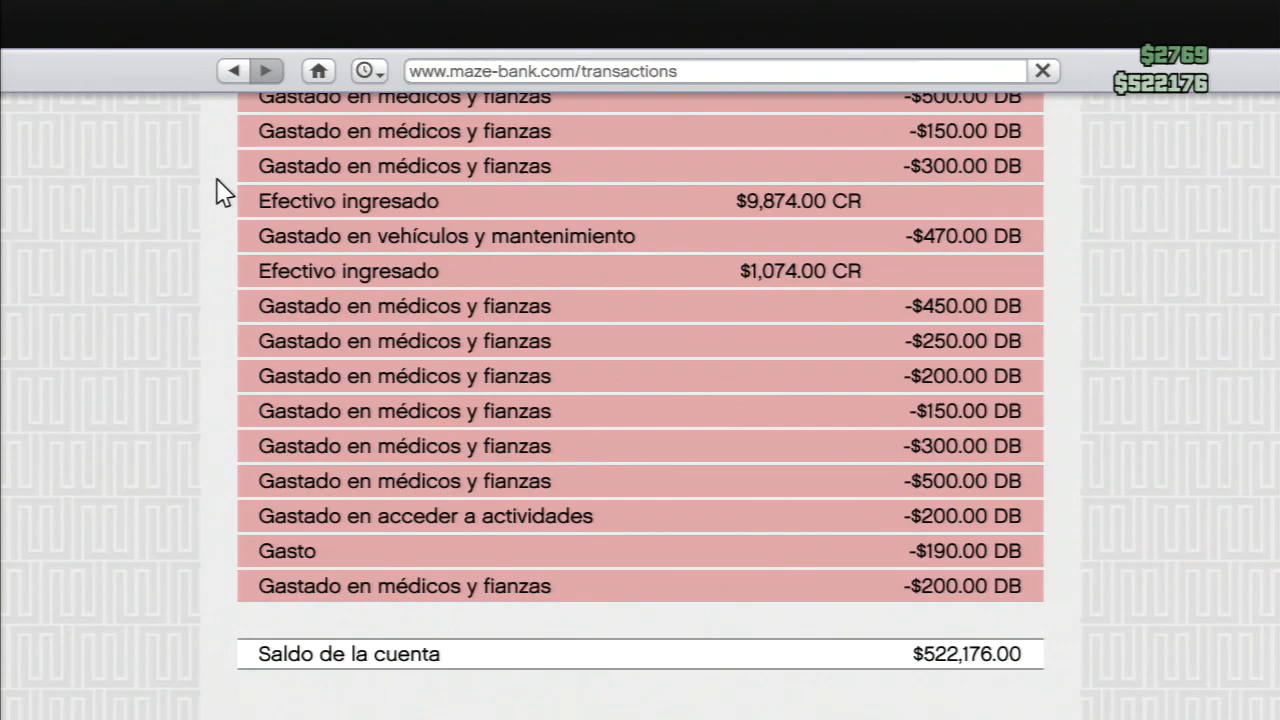 www.maze-bank.com/transactions
$2769
$522176
Gastado en médicos y fianzas -$500.00 DB
Gastado en médicos y fianzas -$150.00 DB
Gastado en médicos y fianzas -$300.00 DB
Efectivo ingresado $9,874.00 CR
Gastado en vehículos y mantenimiento -$470.00 DB
Efectivo ingresado $1,074.00 CR
Gastado en médicos y fianzas -$450.00 DB
Gastado en médicos y fianzas -$250.00 DB
Gastado en médicos y fianzas -$200.00 DB
Gastado en médicos y fianzas -$150.00 DB
Gastado en médicos y fianzas -$300.00 DB
Gastado en médicos y fianzas -$500.00 DB
Gastado en acceder a actividades -$200.00 DB
Gasto -$190.00 DB
Gastado en médicos y fianzas -$200.00 DB
Saldo de la cuenta $522,176.00